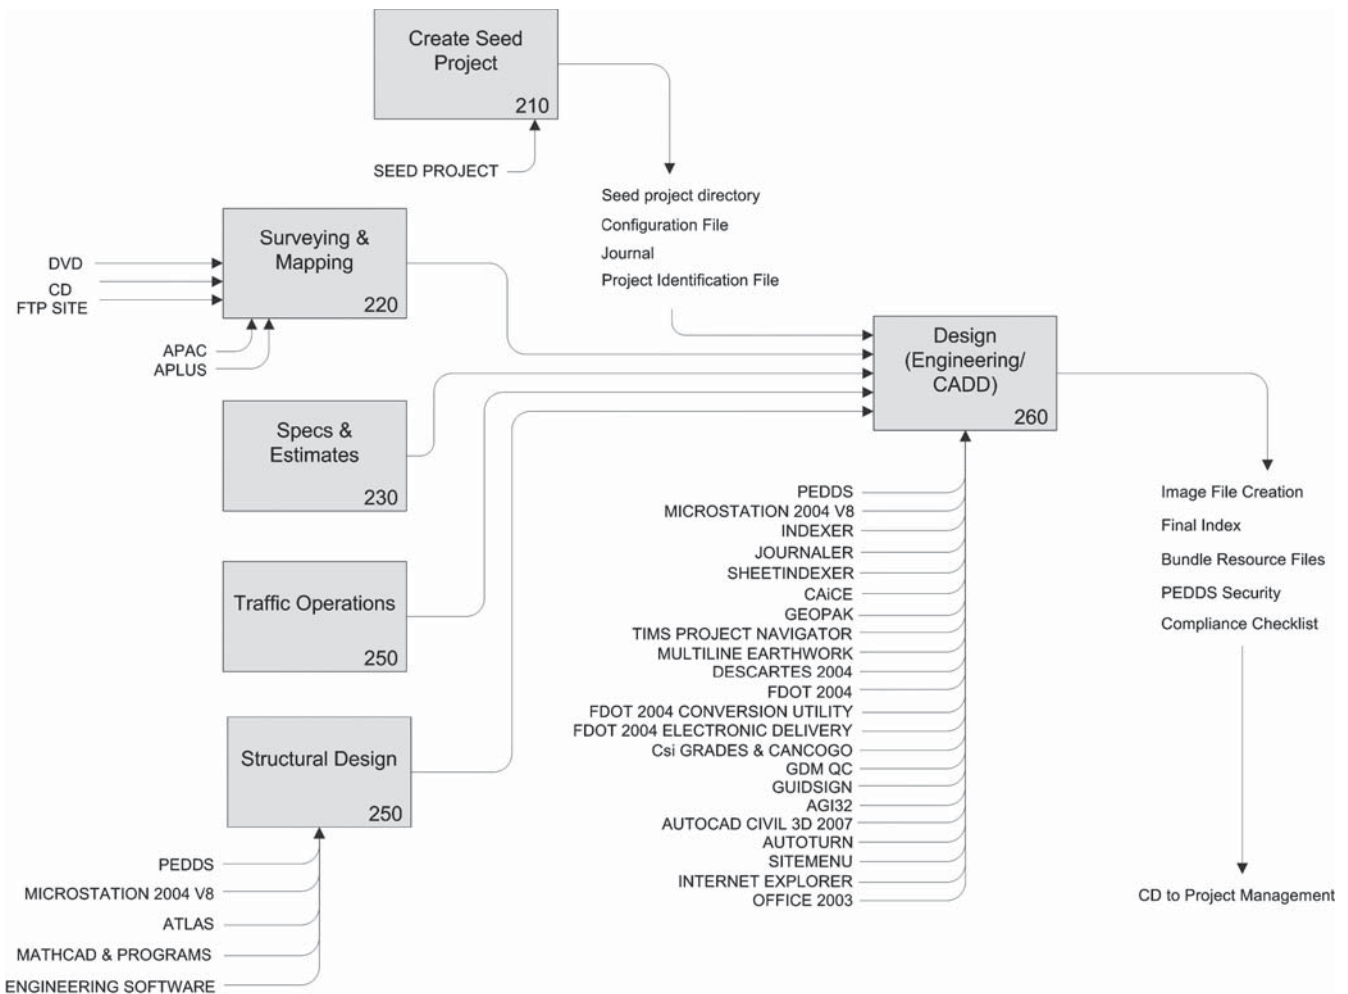 Create Seed
Project
210
SEED PROJECT
Seed project directory
Configuration File
Journal
Project Identification File
Surveying &
Mapping
220
DVD
CD
FTP SITE
APAC
APLUS
Specs &
Estimates
230
Traffic Operations
250
Structural Design
250
PEDDS
MICROSTATION 2004 V8
ATLAS
MATHCAD & PROGRAMS
ENGINEERING SOFTWARE
Design
(Engineering/
CADD)
260
PEDDS
MICROSTATION 2004 V8
INDEXER
JOURNALER
SHEETINDEXER
CAiCE
GEOPAK
TIMS PROJECT NAVIGATOR
MULTILINE EARTHWORK
DESCARTES 2004
FDOT 2004
FDOT 2004 CONVERSION UTILITY
FDOT 2004 ELECTRONIC DELIVERY
Csi GRADES & CANCOGO
GDM QC
GUIDSIGN
AGI32
AUTOCAD CIVIL 3D 2007
AUTOTURN
SITEMENU
INTERNET EXPLORER
OFFICE 2003
Image File Creation
Final Index
Bundle Resource Files
PEDDS Security
Compliance Checklist
CD to Project Management